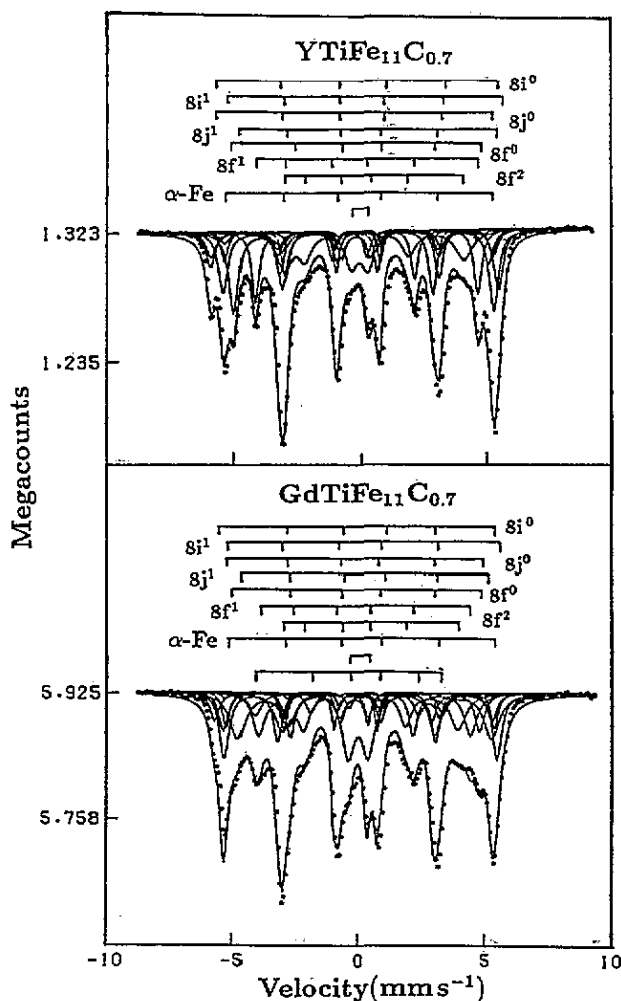 YTiFe₁₁C₀.₇
8i⁰
8i¹
8j⁰
8j¹
8f⁰
8f¹
8f²
α-Fe
1.323
1.235
Megacounts
GdTiFe₁₁C₀.₇
8i⁰
8i¹
8j⁰
8j¹
8f⁰
8f¹
8f²
α-Fe
5.925
5.758
-10 -5 0 5 10
Velocity(mm s⁻¹)